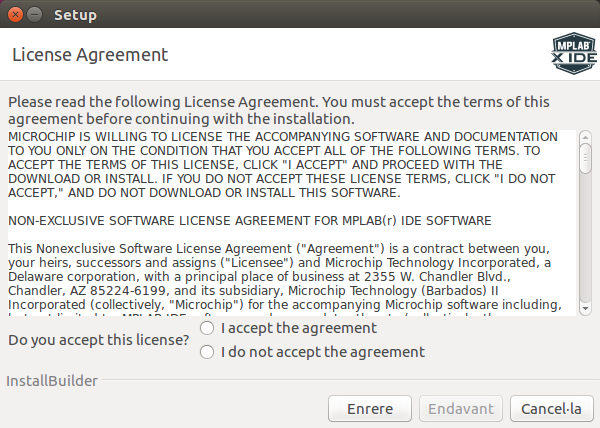 Setup
License Agreement
MPLAB
X IDE
Please read the following License Agreement. You must accept the terms of this
agreement before continuing with the installation.
MICROCHIP IS WILLING TO LICENSE THE ACCOMPANYING SOFTWARE AND DOCUMENTATION
TO YOU ONLY ON THE CONDITION THAT YOU ACCEPT ALL OF THE FOLLOWING TERMS. TO
ACCEPT THE TERMS OF THIS LICENSE, CLICK "I ACCEPT" AND PROCEED WITH THE
DOWNLOAD OR INSTALL. IF YOU DO NOT ACCEPT THESE LICENSE TERMS, CLICK "I DO NOT
ACCEPT," AND DO NOT DOWNLOAD OR INSTALL THIS SOFTWARE.
NON-EXCLUSIVE SOFTWARE LICENSE AGREEMENT FOR MPLAB(r) IDE SOFTWARE
This Nonexclusive Software License Agreement ("Agreement") is a contract between you,
your heirs, successors and assigns ("Licensee") and Microchip Technology Incorporated, a
Delaware corporation, with a principal place of business at 2355 W. Chandler Blvd.,
Chandler, AZ 85224-6199, and its subsidiary, Microchip Technology (Barbados) II
Incorporated (collectively, "Microchip") for the accompanying Microchip software including,
Do you accept this license?
I accept the agreement
I do not accept the agreement
InstallBuilder
Enrere
Endavant
Cancel·la